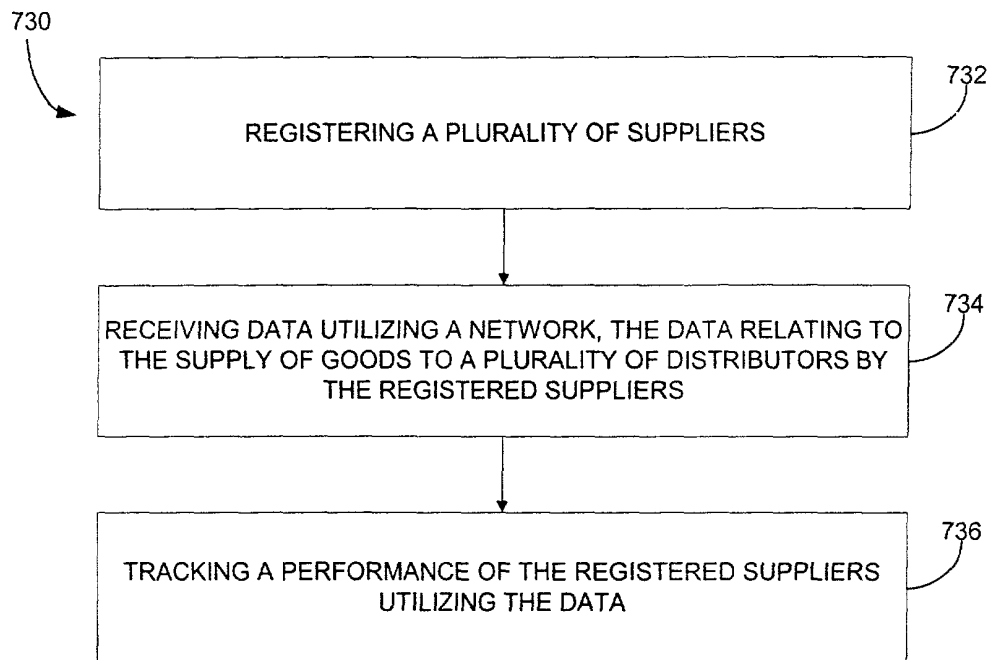 730
732
REGISTERING A PLURALITY OF SUPPLIERS
734
RECEIVING DATA UTILIZING A NETWORK, THE DATA RELATING TO
THE SUPPLY OF GOODS TO A PLURALITY OF DISTRIBUTORS BY
THE REGISTERED SUPPLIERS
736
TRACKING A PERFORMANCE OF THE REGISTERED SUPPLIERS
UTILIZING THE DATA